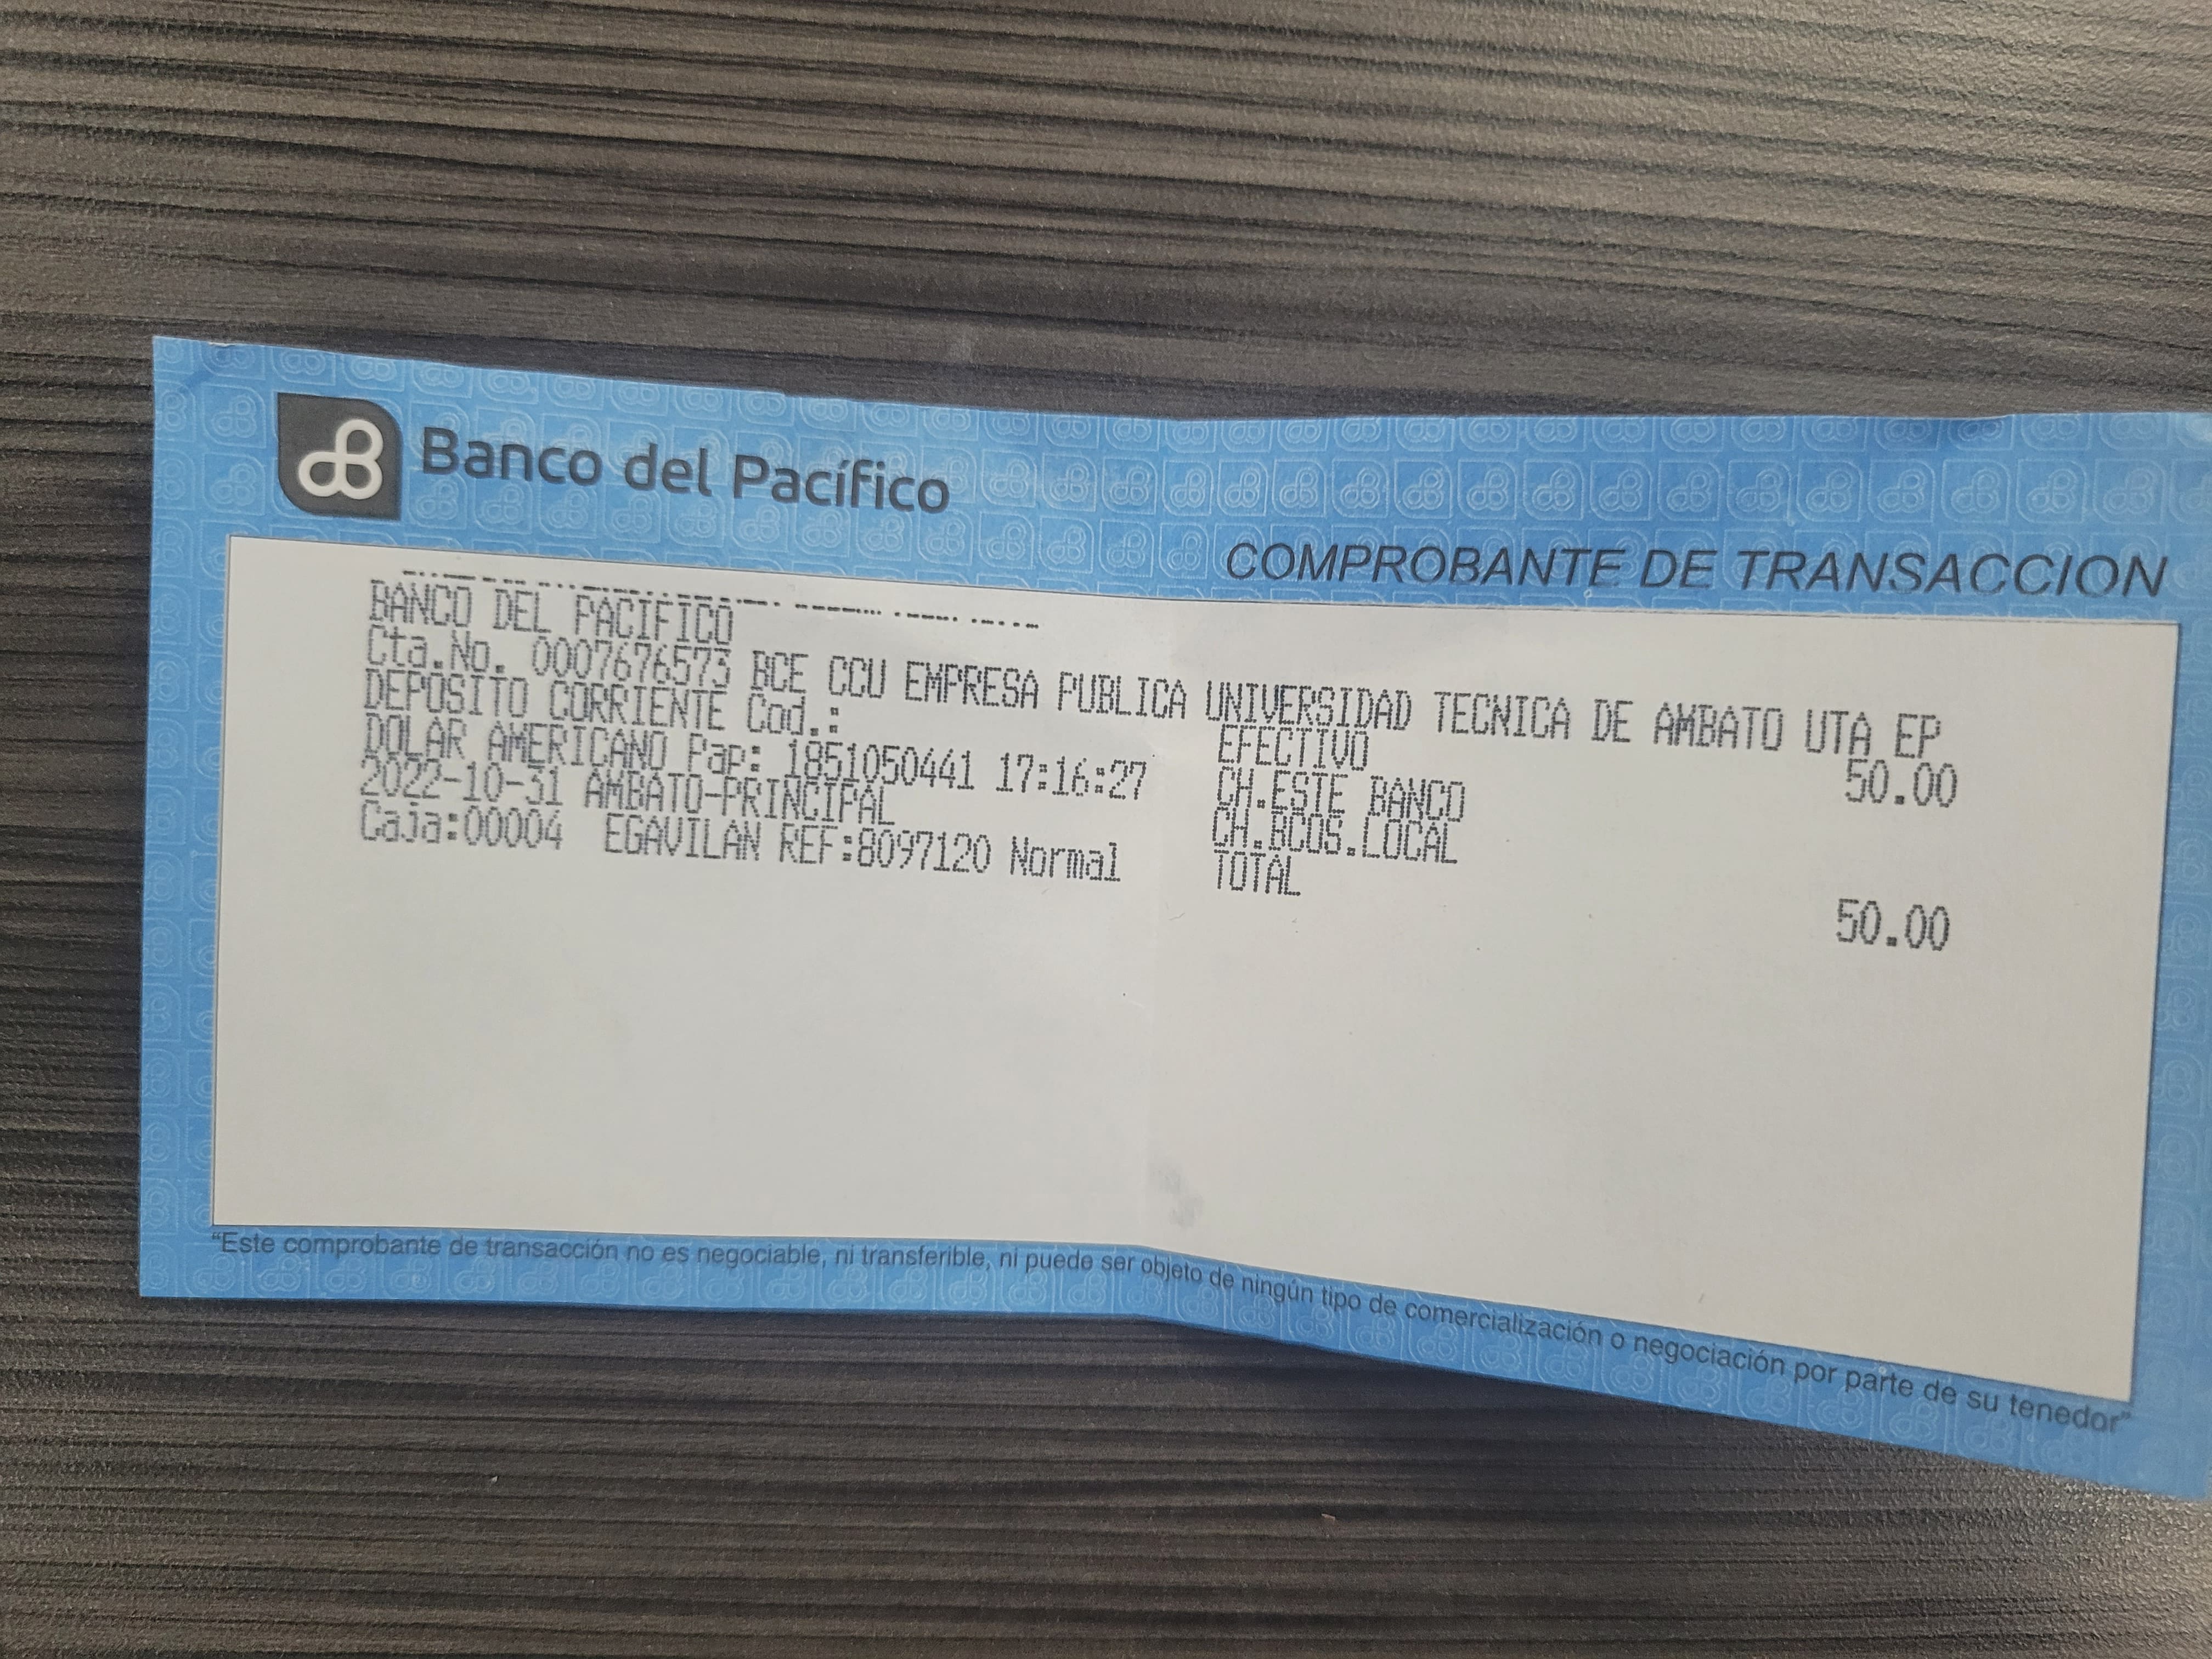 Banco del Pacífico
COMPROBANTE DE TRANSACCION
BANCO DEL PACIFICO
Cta.No. 0007676573 BCE CCU EMPRESA PUBLICA UNIVERSIDAD TECNICA DE AMBATO UTA EP
DEPOSITO CORRIENTE Cod.: EFECTIVO 50.00
DOLAR AMERICANO Pap: 1851050441 17:16:27 CH.ESTE BANCO
2022-10-31 AMBATO-PRINCIPAL CH.BCOS.LOCAL
Caja:00004 EGAVILAN REF:8097120 Normal TOTAL 50.00
"Este comprobante de transacción no es negociable, ni transferible, ni puede ser objeto de ningún tipo de comercialización o negociación por parte de su tenedor"